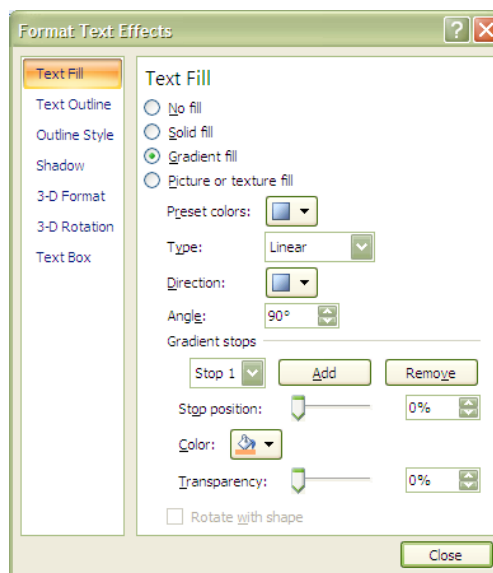 Format Text Effects
Text Fill
Text Outline
Outline Style
Shadow
3-D Format
3-D Rotation
Text Box
Text Fill
No fill
Solid fill
Gradient fill
Picture or texture fill
Preset colors:
Type: Linear
Direction:
Angle: 90°
Gradient stops
Stop 1 Add Remove
Stop position: 0%
Color:
Transparency: 0%
Rotate with shape
Close